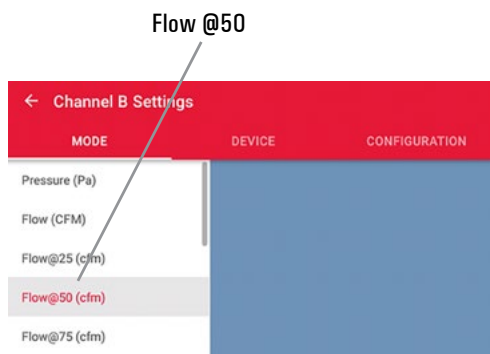 Flow @50
← Channel B Settings
MODE DEVICE CONFIGURATION
Pressure (Pa)
Flow (CFM)
Flow@25 (cfm)
Flow@50 (cfm)
Flow@75 (cfm)